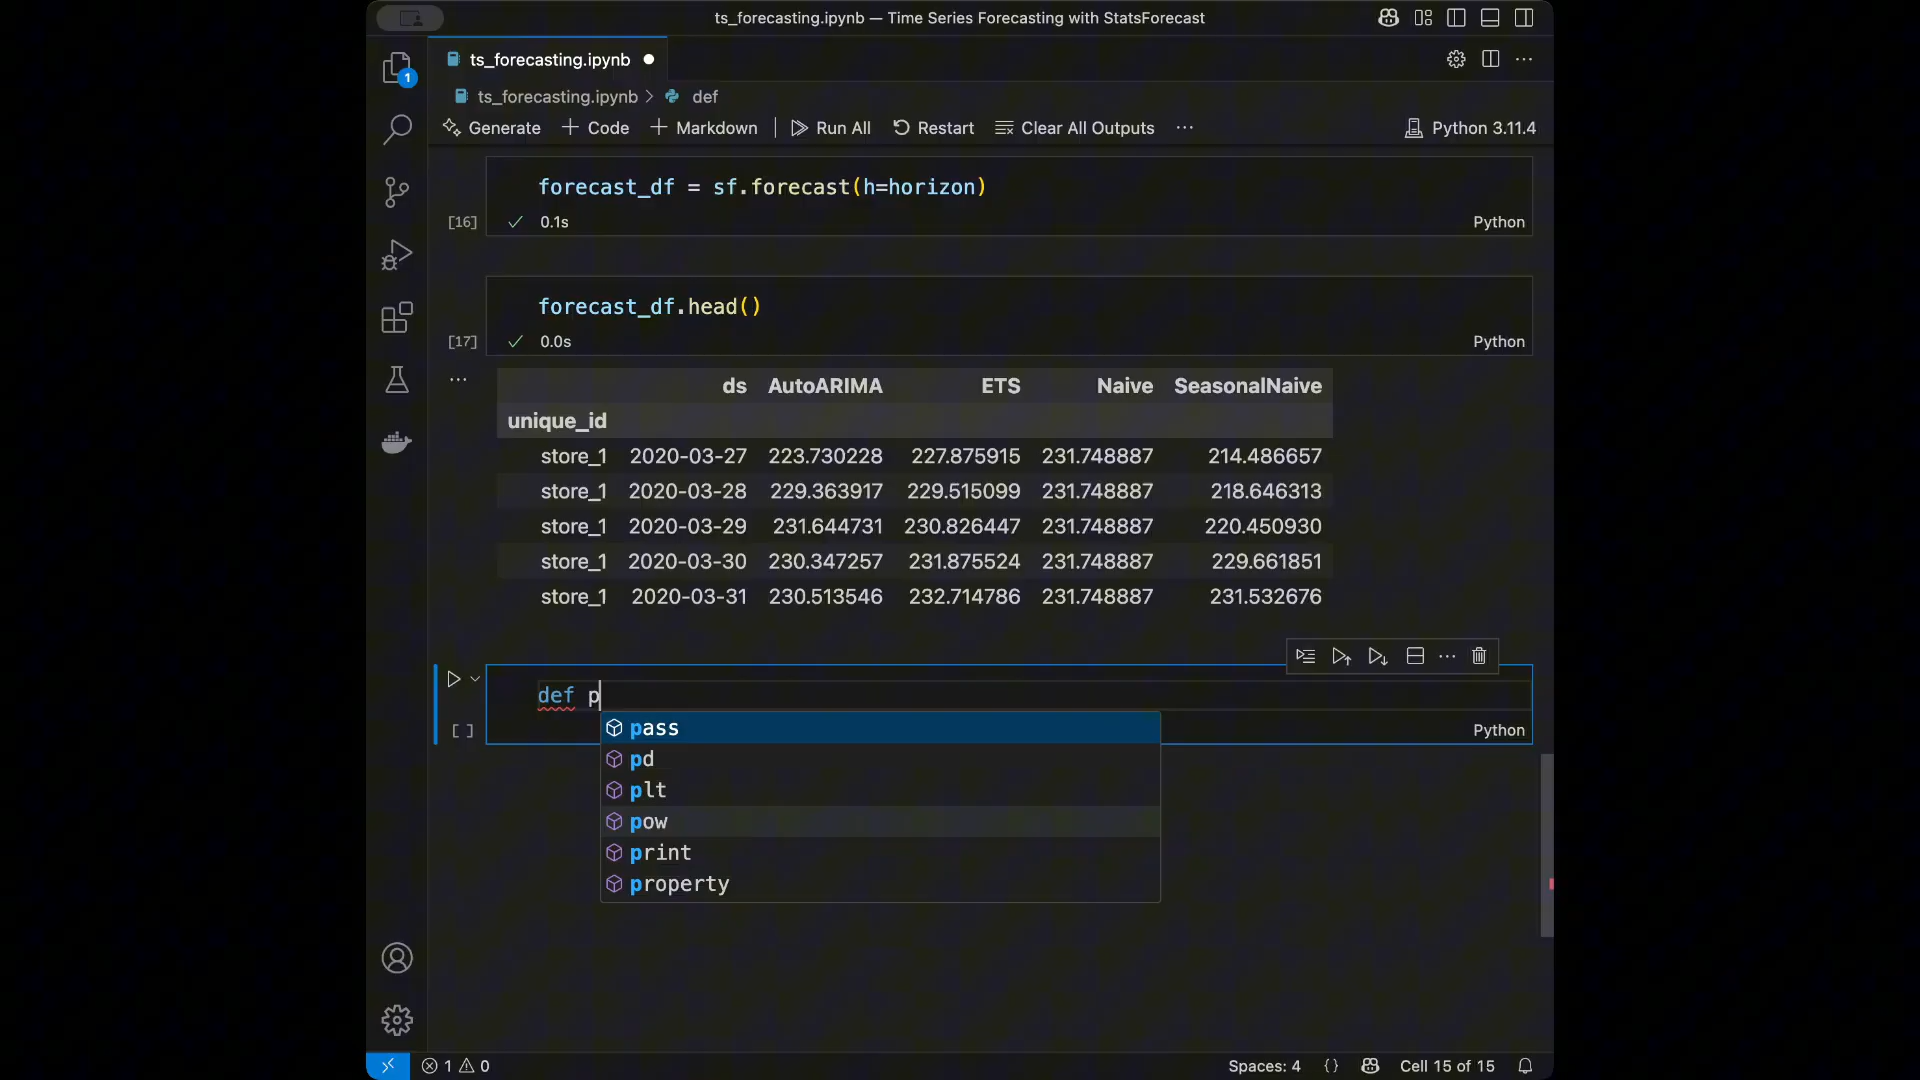 ts_forecasting.ipynb — Time Series Forecasting with StatsForecast
1
ts_forecasting.ipynb
ts_forecasting.ipynb > def
Generate + Code + Markdown Run All Restart Clear All Outputs ... Python 3.11.4
forecast_df = sf.forecast(h=horizon)
[16] 0.1s Python
forecast_df.head()
[17] 0.0s Python
ds AutoARIMA ETS Naive SeasonalNaive
unique_id
store_1 2020-03-27 223.730228 227.875915 231.748887 214.486657
store_1 2020-03-28 229.363917 229.515099 231.748887 218.646313
store_1 2020-03-29 231.644731 230.826447 231.748887 220.450930
store_1 2020-03-30 230.347257 231.875524 231.748887 229.661851
store_1 2020-03-31 230.513546 232.714786 231.748887 231.532676
def p
[ ] Python
pass
pd
plt
pow
print
property
1 0 Spaces: 4 {} Cell 15 of 15